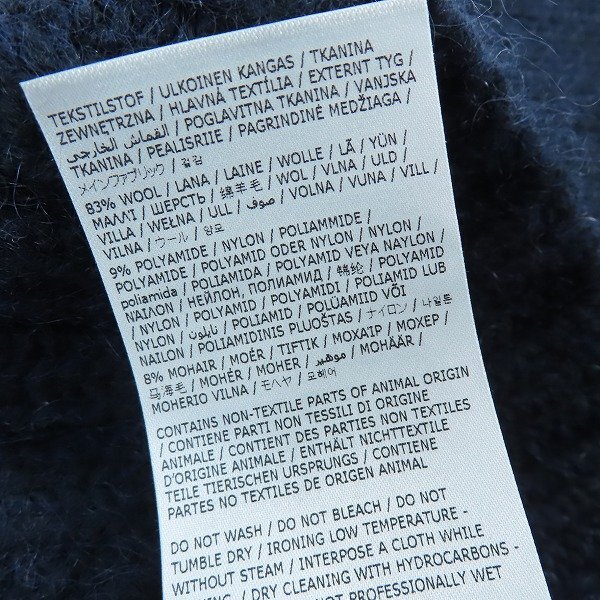 TEKSTILSTOF / ULKOINEN KANGAS / TKANINA
ZEWNĘTRZNA / HLAVNÁ TEXTÍLIA / EXTERNT TYG /
القماش الخارجي / POGLAVITNA TKANINA / VANJSKA
TKANINA / PEALISRIIE / PAGRINDINĖ MEDŽIAGA /
メインファブリック / 겉감
83% WOOL / LANA / LAINE / WOLLE / LÃ / YÜN /
ΜΑΛΛΙ / ШЕРСТЬ / 绵羊毛 / WOL / VLNA / ULD /
VILLA / WEŁNA / ULL / صوف / VOLNA / VUNA / VILL /
VILNA / ウール / 양모
9% POLYAMIDE / NYLON / POLIAMMIDE /
POLYAMIDE / POLYAMID ODER NYLON / NYLON /
poliamida / POLIAMIDA / POLYAMID VEYA NAYLON /
ΝΑΙΛΟΝ / НЕЙЛОН, ПОЛИАМИД / 锦纶 /
/ NYLON / POLYAMID / POLYAMIDI / POLIAMID LUB
NYLON / POLYAMID / نايلون / POLIAMID / POLÜAMIID VÕI
NAILON / POLIAMIDINIS PLUOŠTAS / ナイロン / 나일론
8% MOHAIR / MOER / TIFTIK / ΜΟΧΑΙΡ / МОХЕР /
马海毛 / MOHÉR / MOHER / موهير / MOHÄÄR /
MOHERIO VILNA / モヘヤ / 모헤어
CONTAINS NON-TEXTILE PARTS OF ANIMAL ORIGIN
/ CONTIENE PARTI NON TESSILI DI ORIGINE
ANIMALE / CONTIENT DES PARTIES NON TEXTILES
D'ORIGINE ANIMALE / ENTHÄLT NICHTTEXTILE
TEILE TIERISCHEN URSPRUNGS / CONTIENE
PARTES NO TEXTILES DE ORIGEN ANIMAL
DO NOT WASH / DO NOT BLEACH / DO NOT
TUMBLE DRY / IRONING LOW TEMPERATURE -
WITHOUT STEAM / INTERPOSE A CLOTH WHILE
/ DRY CLEANING WITH HYDROCARBONS -
NOT PROFESSIONALLY WET